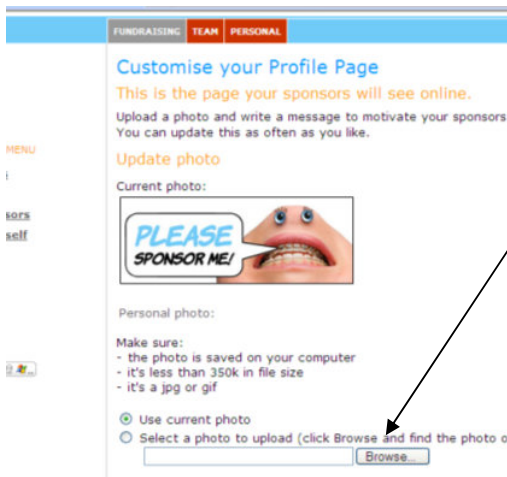 FUNDRAISING TEAM PERSONAL
Customise your Profile Page
This is the page your sponsors will see online.
Upload a photo and write a message to motivate your sponsors
You can update this as often as you like.
MENU
Update photo
Current photo:
sors
self
PLEASE
SPONSOR ME!
Personal photo:
Make sure:
- the photo is saved on your computer
- it's less than 350k in file size
- it's a jpg or gif
Use current photo
Select a photo to upload (click Browse and find the photo o
Browse...